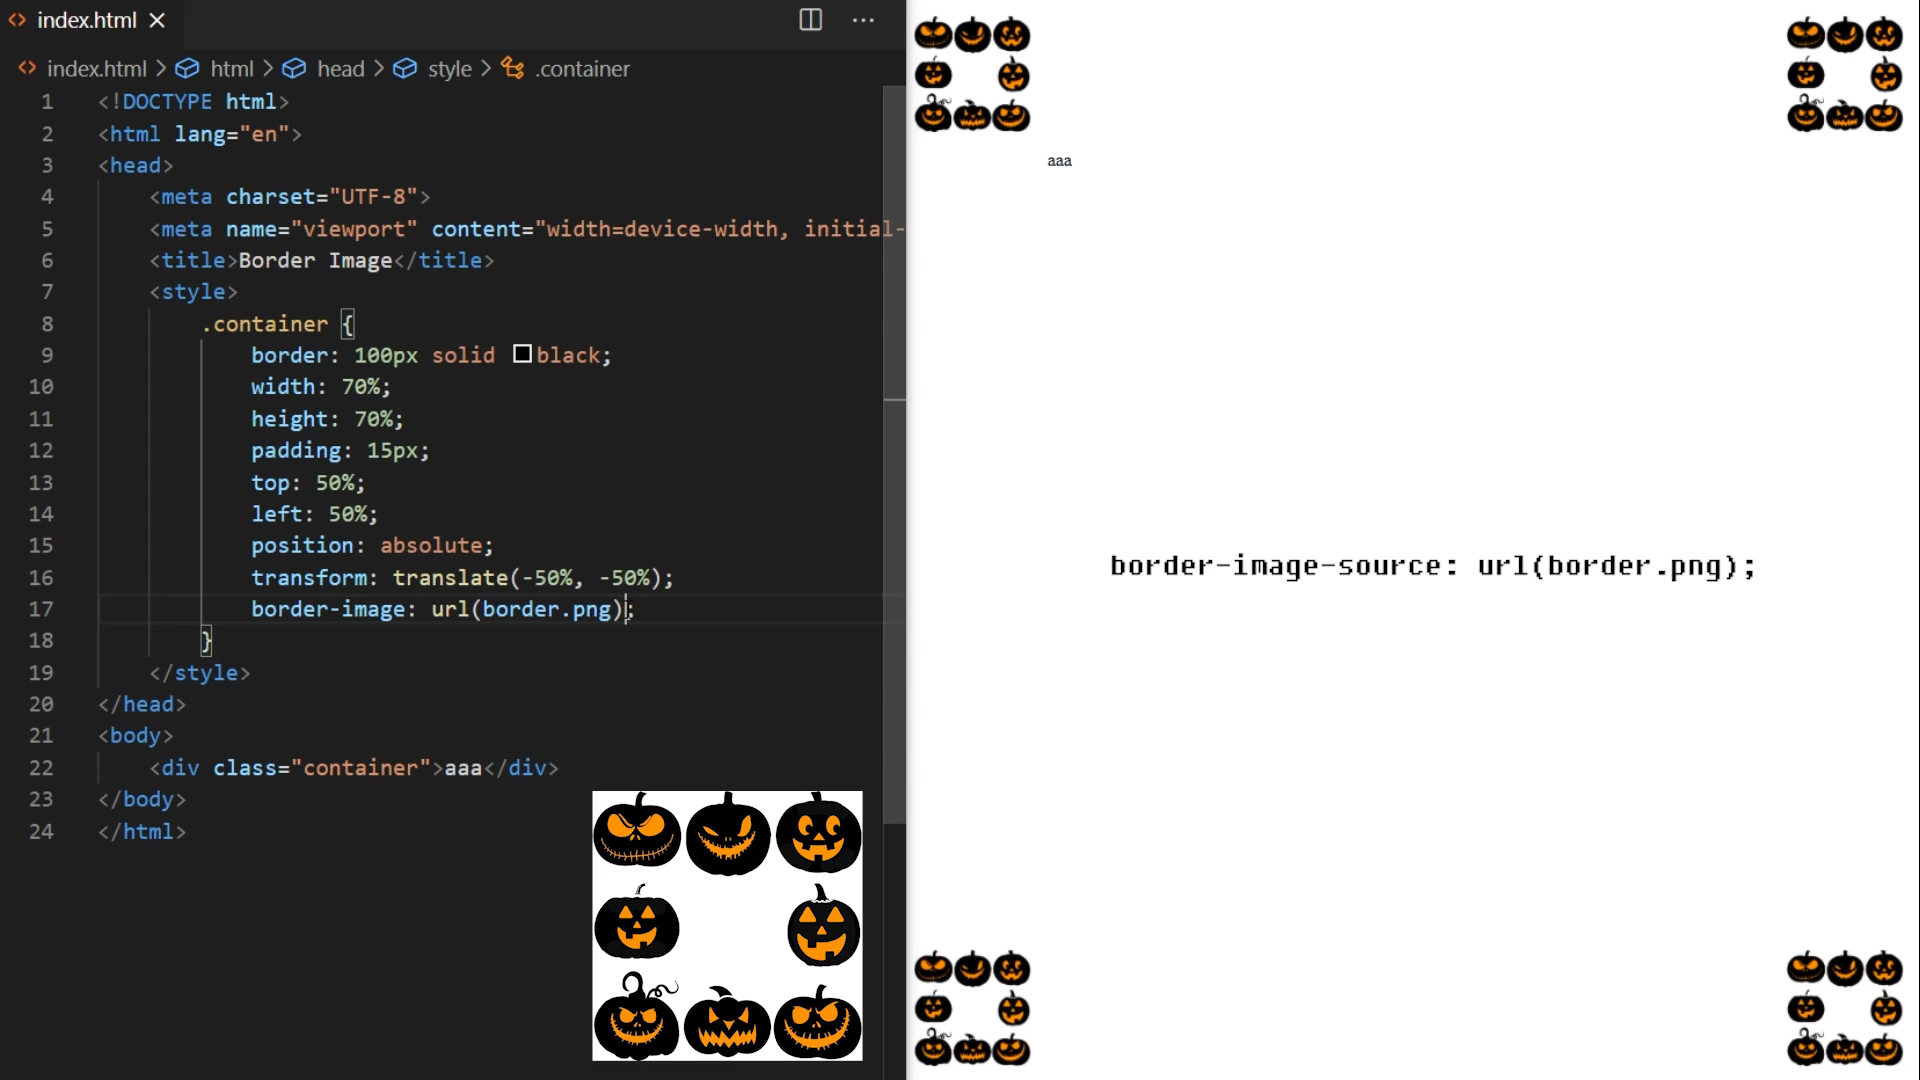 index.html
index.html > html > head > style > .container
1 <!DOCTYPE html>
2 <html lang="en">
3 <head>
4 <meta charset="UTF-8">
5 <meta name="viewport" content="width=device-width, initial-
6 <title>Border Image</title>
7 <style>
8 .container {
9 border: 100px solid black;
10 width: 70%;
11 height: 70%;
12 padding: 15px;
13 top: 50%;
14 left: 50%;
15 position: absolute;
16 transform: translate(-50%, -50%);
17 border-image: url(border.png);
18 }
19 </style>
20 </head>
21 <body>
22 <div class="container">aaa</div>
23 </body>
24 </html>
aaa
border-image-source: url(border.png);